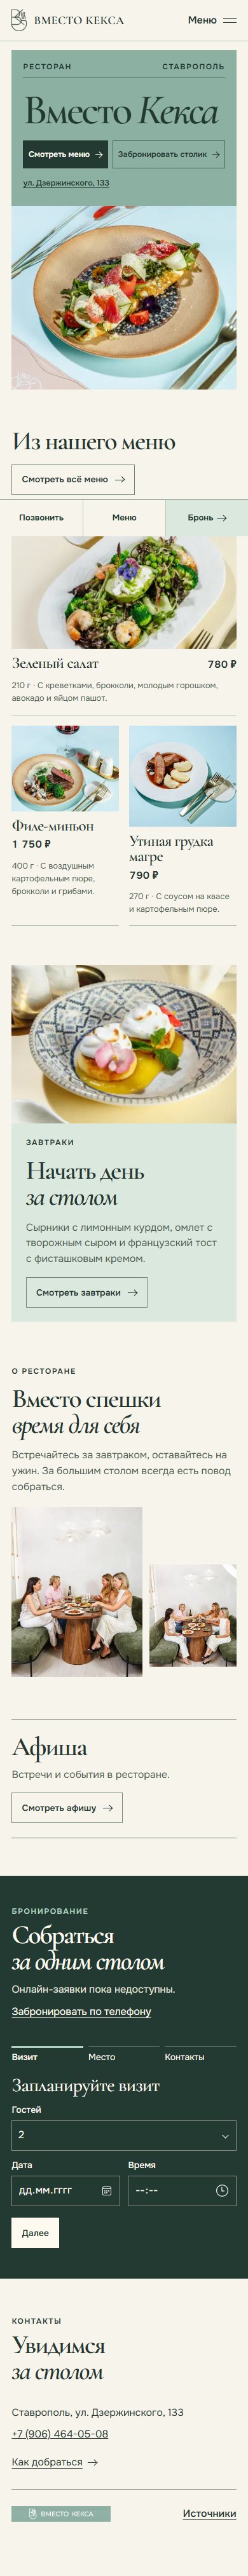 ВМЕСТО КЕКСА
Меню
РЕСТОРАН
СТАВРОПОЛЬ
Вместо Кекса
Смотреть меню
Забронировать столик
ул. Дзержинского, 133
Из нашего меню
Смотреть всё меню
Позвонить
Меню
Бронь
Зеленый салат
780 ₽
210 г · С креветками, брокколи, молодым горошком,
авокадо и яйцом пашот.
Филе-миньон
1 750 ₽
400 г · С воздушным
картофельным пюре,
брокколи и грибами.
Утиная грудка
магре
790 ₽
270 г · С соусом на квасе
и картофельным пюре.
ЗАВТРАКИ
Начать день
за столом
Сырники с лимонным курдом, омлет с
творожным сыром и французский тост
с фисташковым кремом.
Смотреть завтраки
О РЕСТОРАНЕ
Вместо спешки
время для себя
Встречайтесь за завтраком, оставайтесь на
ужин. За большим столом всегда есть повод
собраться.
Афиша
Встречи и события в ресторане.
Смотреть афишу
БРОНИРОВАНИЕ
Собраться
за одним столом
Онлайн-заявки пока недоступны.
Забронировать по телефону
Визит
Место
Контакты
Запланируйте визит
Гостей
2
Дата
Время
ДД.ММ.ГГГГ
--:--
Далее
КОНТАКТЫ
Увидимся
за столом
Ставрополь, ул. Дзержинского, 133
+7 (906) 464-05-08
Как добраться
ВМЕСТО КЕКСА
Источники